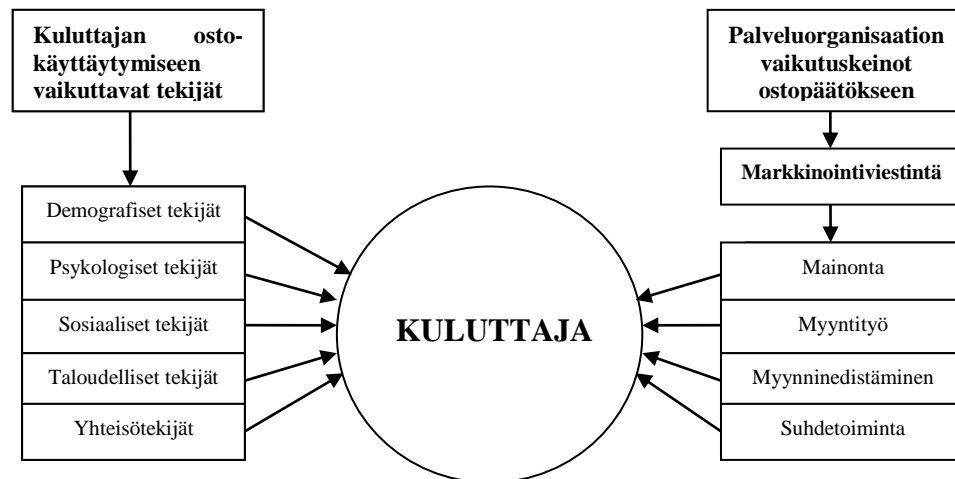 Kuluttajan osto-
käyttäytymiseen
vaikuttavat tekijät
Demografiset tekijät
Psykologiset tekijät
Sosiaaliset tekijät
Taloudelliset tekijät
Yhteisötekijät
KULUTTAJA
Palveluorganisaation
vaikutuskeinot
ostopäätökseen
Markkinointiviestintä
Mainonta
Myyntityö
Myynninedistäminen
Suhdetoiminta